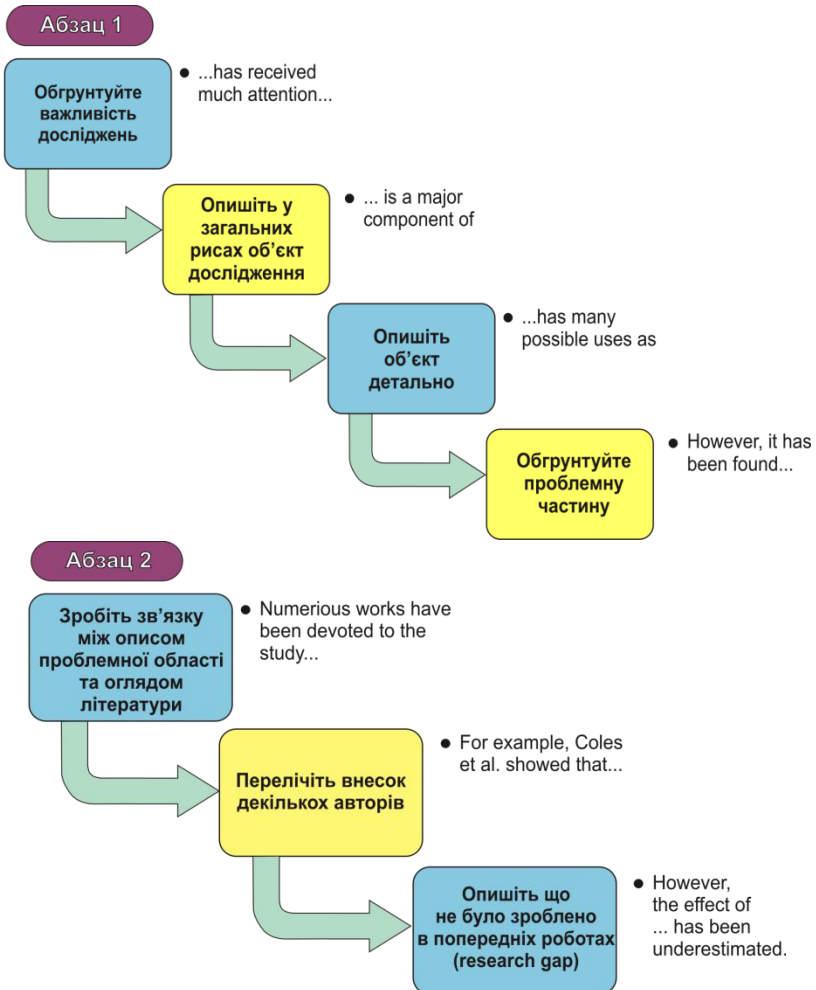 Абзац 1
Обгрунтуйте
важливість
досліджень
• ...has received
much attention...
Опишіть у
загальних
рисах об’єкт
дослідження
• ... is a major
component of
Опишіть
об’єкт
детально
• ...has many
possible uses as
Обгрунтуйте
проблемну
частину
• However, it has
been found...
Абзац 2
Зробіть зв’язку
між описом
проблемної області
та оглядом
літератури
• Numerious works have
been devoted to the
study...
Перелічіть внесок
декількох авторів
• For example, Coles
et al. showed that...
Опишіть що
не було зроблено
в попередніх роботах
(research gap)
• However,
the effect of
... has been
underestimated.